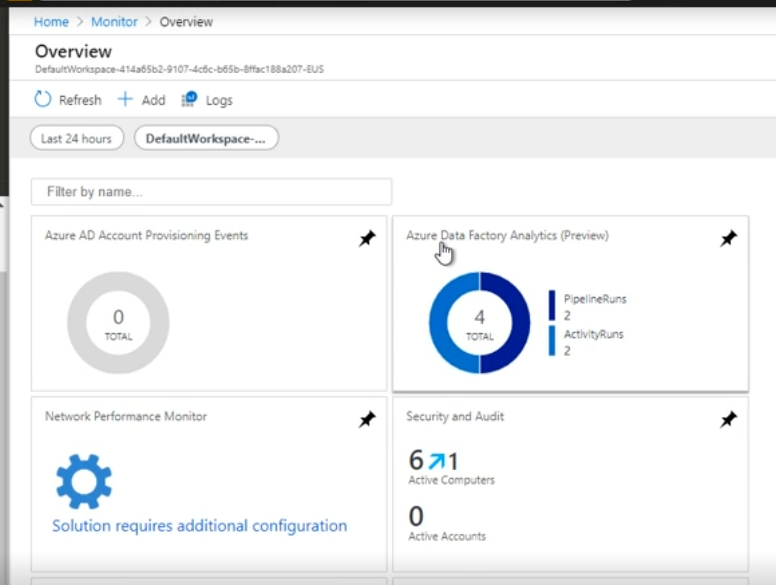 Home > Monitor > Overview
Overview
DefaultWorkspace-414a65b2-9107-4c6c-b65b-8ffac188a207-EUS
Refresh Add Logs
Last 24 hours DefaultWorkspace-...
Filter by name...
Azure AD Account Provisioning Events
0
TOTAL
Azure Data Factory Analytics (Preview)
4
TOTAL
PipelineRuns
2
ActivityRuns
2
Network Performance Monitor
Solution requires additional configuration
Security and Audit
6 1
Active Computers
0
Active Accounts